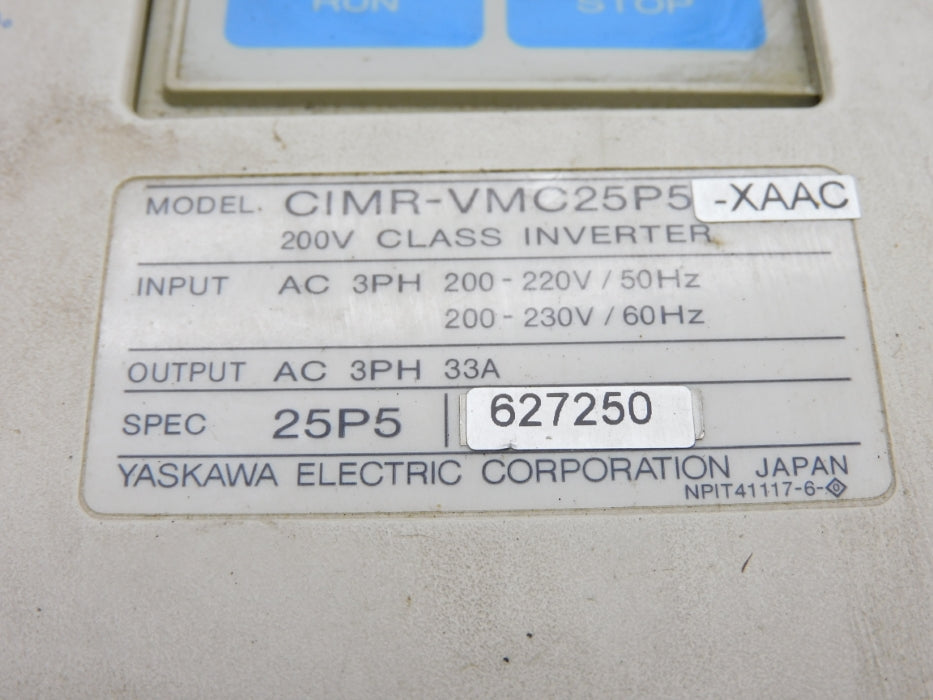 RUN STOP
MODEL. CIMR-VMC25P5 -XAAC
200V CLASS INVERTER
INPUT AC 3PH 200-220V/50Hz
200-230V/60Hz
OUTPUT AC 3PH 33A
SPEC 25P5 627250
YASKAWA ELECTRIC CORPORATION JAPAN
NPIT41117-6-